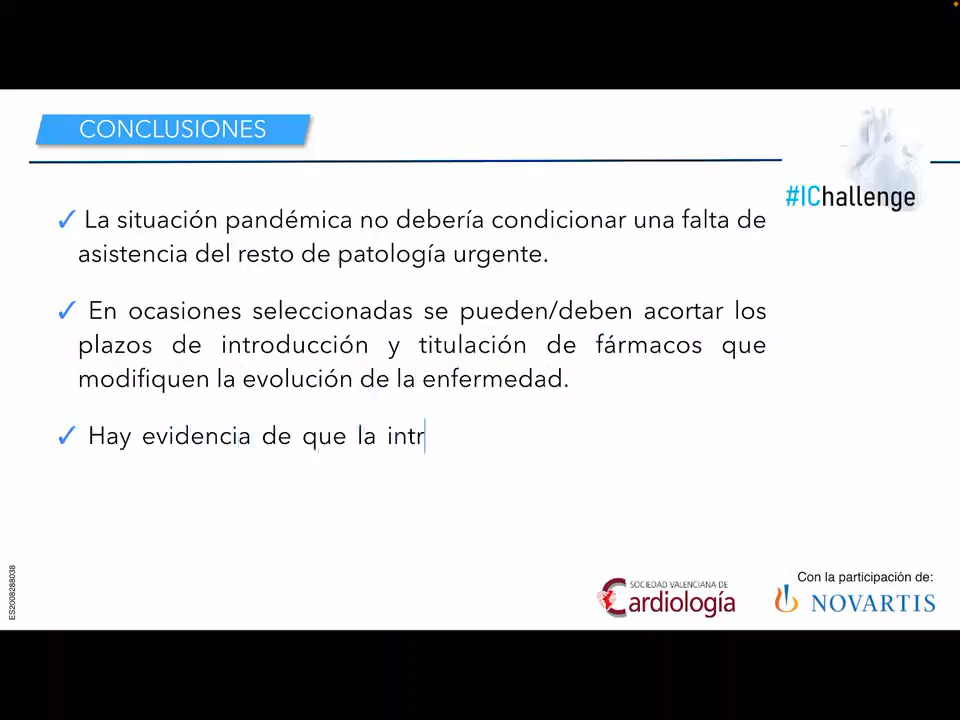 CONCLUSIONES
#IChallenge
✓ La situación pandémica no debería condicionar una falta de
asistencia del resto de patología urgente.
✓ En ocasiones seleccionadas se pueden/deben acortar los
plazos de introducción y titulación de fármacos que
modifiquen la evolución de la enfermedad.
✓ Hay evidencia de que la intr
ES2008288038
SOCIEDAD VALENCIANA DE
Cardiología
Con la participación de:
NOVARTIS